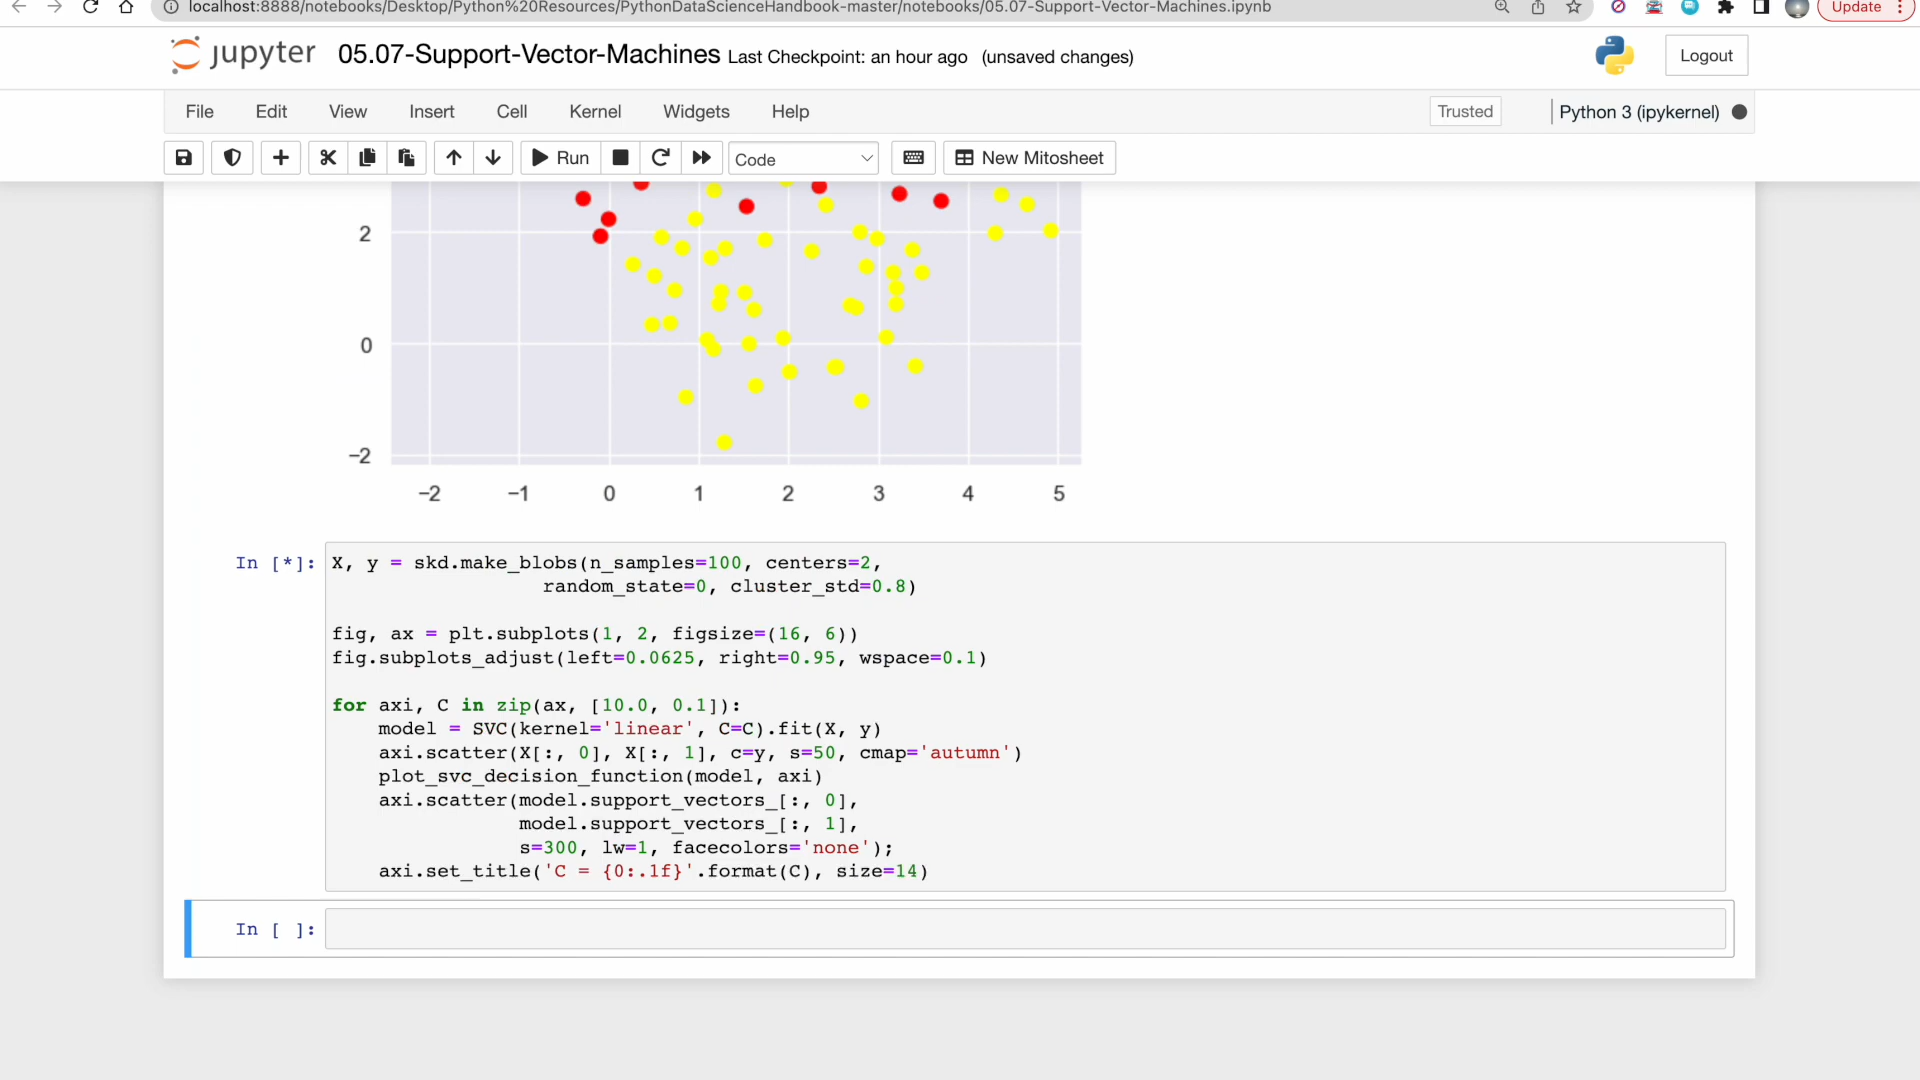 localhost:8888/notebooks/Desktop/Python%20Resources/PythonDataScienceHandbook-master/notebooks/05.07-Support-Vector-Machines.ipynb
Update
jupyter 05.07-Support-Vector-Machines Last Checkpoint: an hour ago (unsaved changes)
Logout
File Edit View Insert Cell Kernel Widgets Help
Trusted Python 3 (ipykernel)
Run Code New Mitosheet
2
0
−2
−2 −1 0 1 2 3 4 5
In [*]: X, y = skd.make_blobs(n_samples=100, centers=2,
random_state=0, cluster_std=0.8)
fig, ax = plt.subplots(1, 2, figsize=(16, 6))
fig.subplots_adjust(left=0.0625, right=0.95, wspace=0.1)
for axi, C in zip(ax, [10.0, 0.1]):
model = SVC(kernel='linear', C=C).fit(X, y)
axi.scatter(X[:, 0], X[:, 1], c=y, s=50, cmap='autumn')
plot_svc_decision_function(model, axi)
axi.scatter(model.support_vectors_[:, 0],
model.support_vectors_[:, 1],
s=300, lw=1, facecolors='none');
axi.set_title('C = {0:.1f}'.format(C), size=14)
In [ ]: